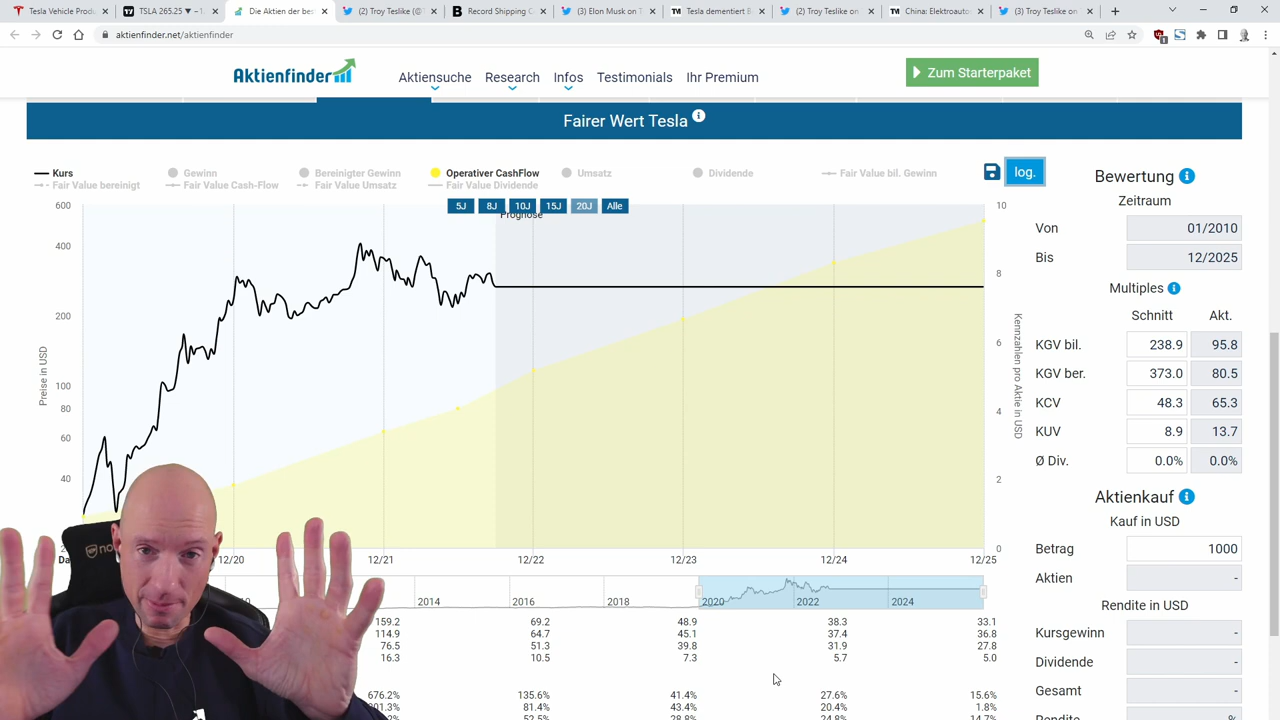 Tesla Vehicle Produ
TSLA 265.25 ▼ −1
Die Aktien der bes
(2) Troy Teslike (@T
Record Shipping C
(3) Elon Musk on T
Tesla dementiert B
(2) Troy Teslike on
China: Elektroauto
(3) Troy Teslike on
aktienfinder.net/aktienfinder
Aktienfinder
Aktiensuche
Research
Infos
Testimonials
Ihr Premium
Zum Starterpaket
Fairer Wert Tesla
Kurs
Gewinn
Bereinigter Gewinn
Operativer CashFlow
Umsatz
Dividende
Fair Value bil. Gewinn
Fair Value bereinigt
Fair Value Cash-Flow
Fair Value Umsatz
Fair Value Dividende
log.
5J 8J 10J 15J 20J Alle
Prognose
600
400
200
100
80
60
40
Preise in USD
10
8
6
4
2
0
Kennzahlen pro Aktie in USD
12/20 12/21 12/22 12/23 12/24 12/25
2014 2016 2018 2020 2022 2024
159.2 69.2 48.9 38.3 33.1
114.9 64.7 45.1 37.4 36.8
76.5 51.3 39.8 31.9 27.8
16.3 10.5 7.3 5.7 5.0
676.2% 135.6% 41.4% 27.6% 15.6%
81.4% 43.4% 20.4% 1.8%
52.5% 28.8% 24.8% 14.7%
Bewertung
Zeitraum
Von 01/2010
Bis 12/2025
Multiples
Schnitt Akt.
KGV bil. 238.9 95.8
KGV ber. 373.0 80.5
KCV 48.3 65.3
KUV 8.9 13.7
Ø Div. 0.0% 0.0%
Aktienkauf
Kauf in USD
Betrag 1000
Aktien -
Rendite in USD
Kursgewinn -
Dividende -
Gesamt -